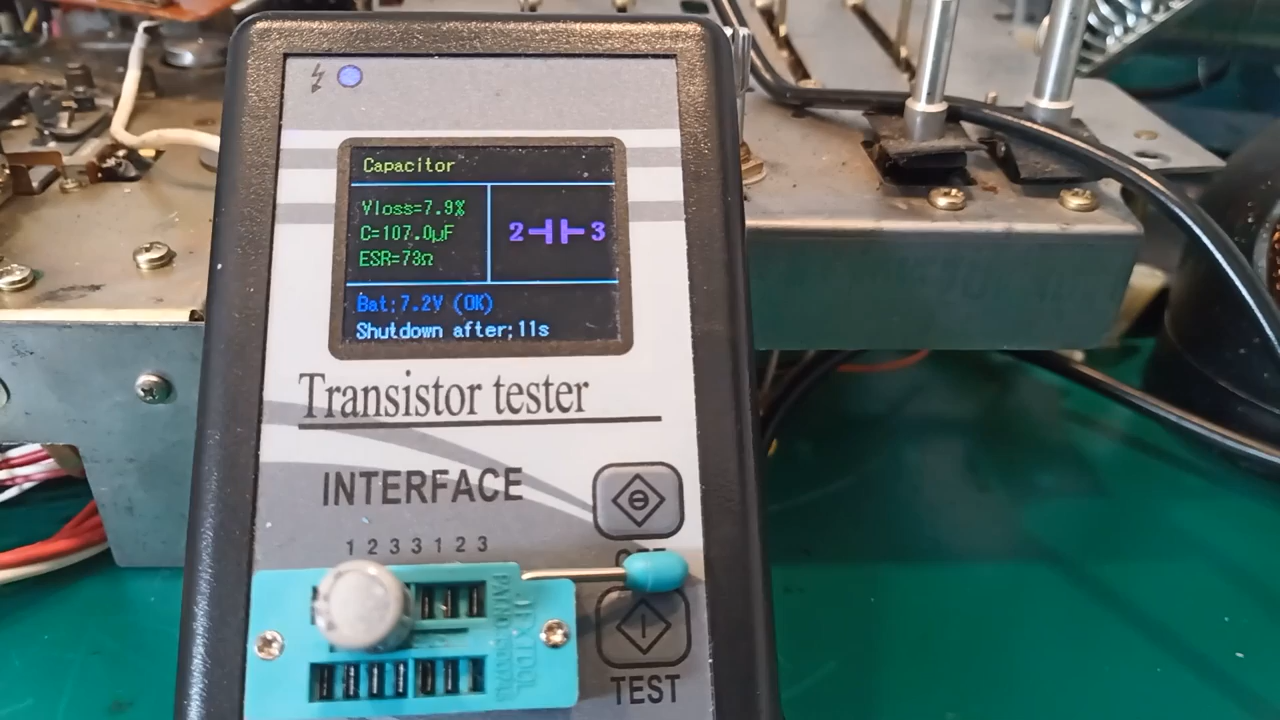 Capacitor
Vloss=7.9%
C=107.0µF
ESR=73Ω
2 3
Bat:7.2V (OK)
Shutdown after:11s
Transistor tester
INTERFACE
1 2 3 3 1 2 3
TEST